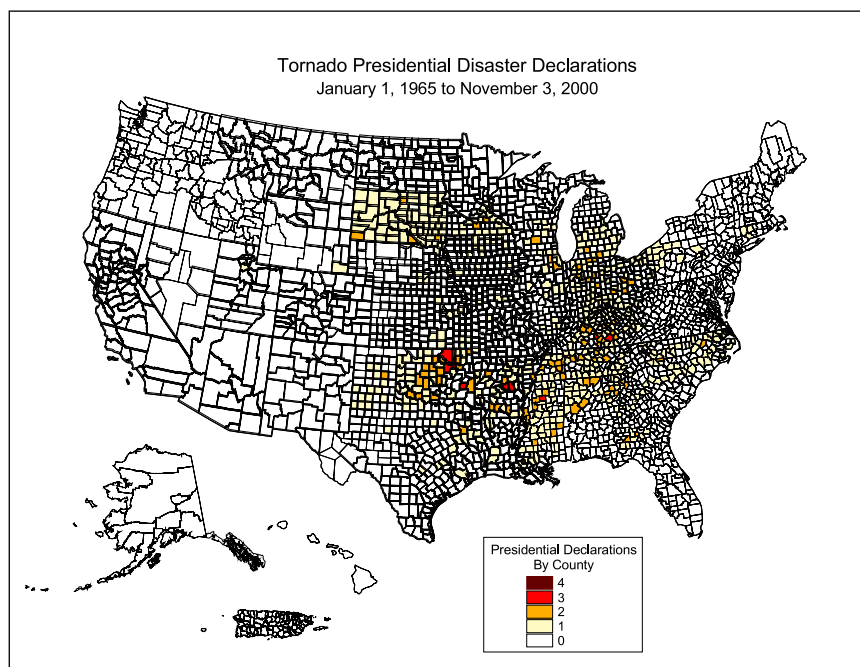 Tornado Presidential Disaster Declarations
January 1, 1965 to November 3, 2000
Presidential Declarations
By County
4
3
2
1
0